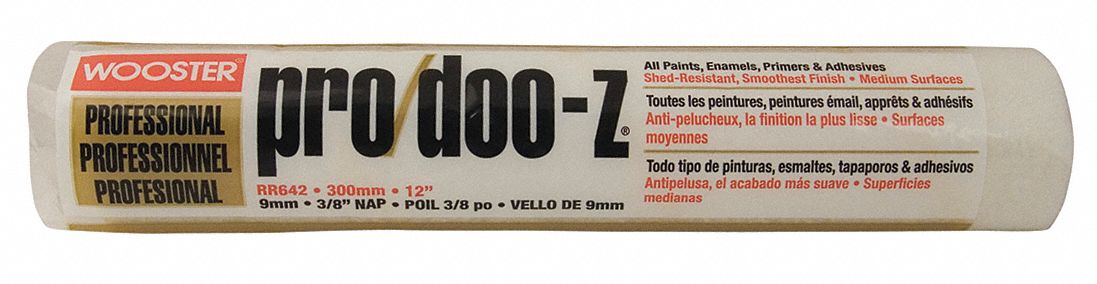 WOOSTER®
PROFESSIONAL
PROFESSIONNEL
PROFESIONAL
pro/doo-z®
RR642 • 300mm • 12”
9mm • 3/8” NAP • POIL 3/8 po • VELLO DE 9mm
All Paints, Enamels, Primers & Adhesives
Shed-Resistant, Smoothest Finish • Medium Surfaces
Toutes les peintures, peintures émail, apprêts & adhésifs
Anti-pelucheux, la finition la plus lisse • Surfaces
moyennes
Todo tipo de pinturas, esmaltes, tapaporos & adhesivos
Antipelusa, el acabado más suave • Superficies
medianas